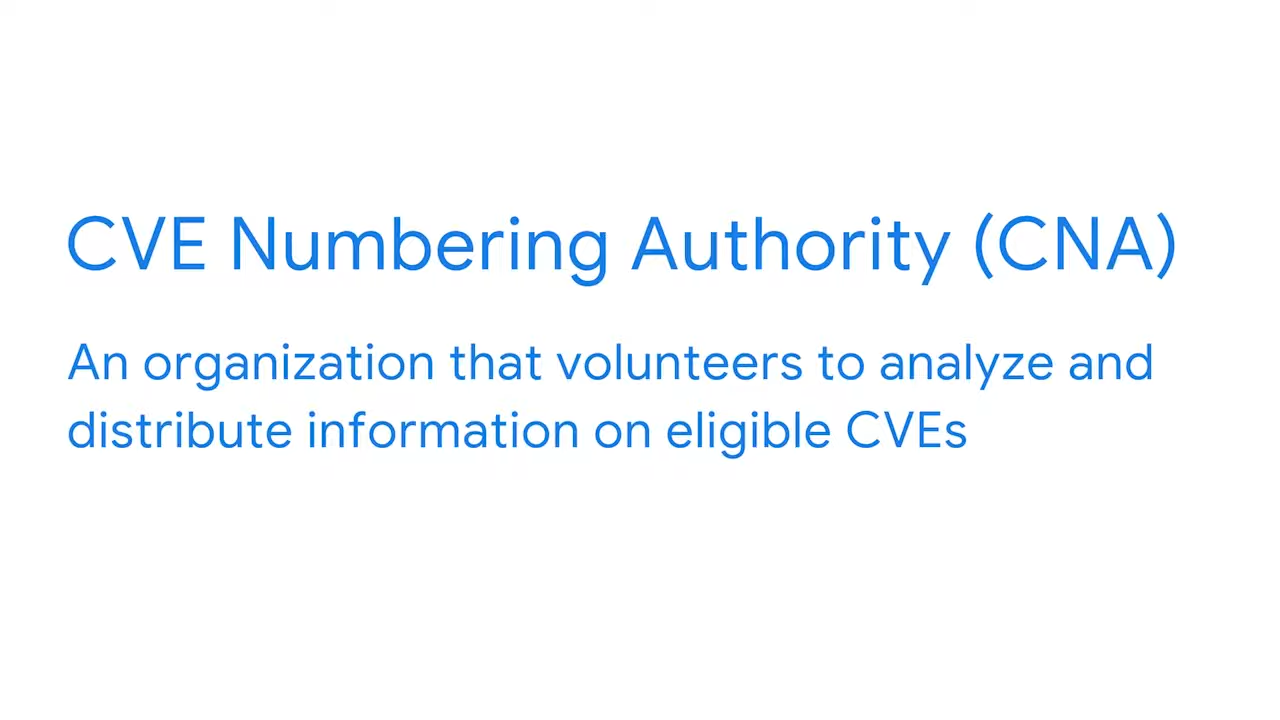 CVE Numbering Authority (CNA)
An organization that volunteers to analyze and
distribute information on eligible CVEs